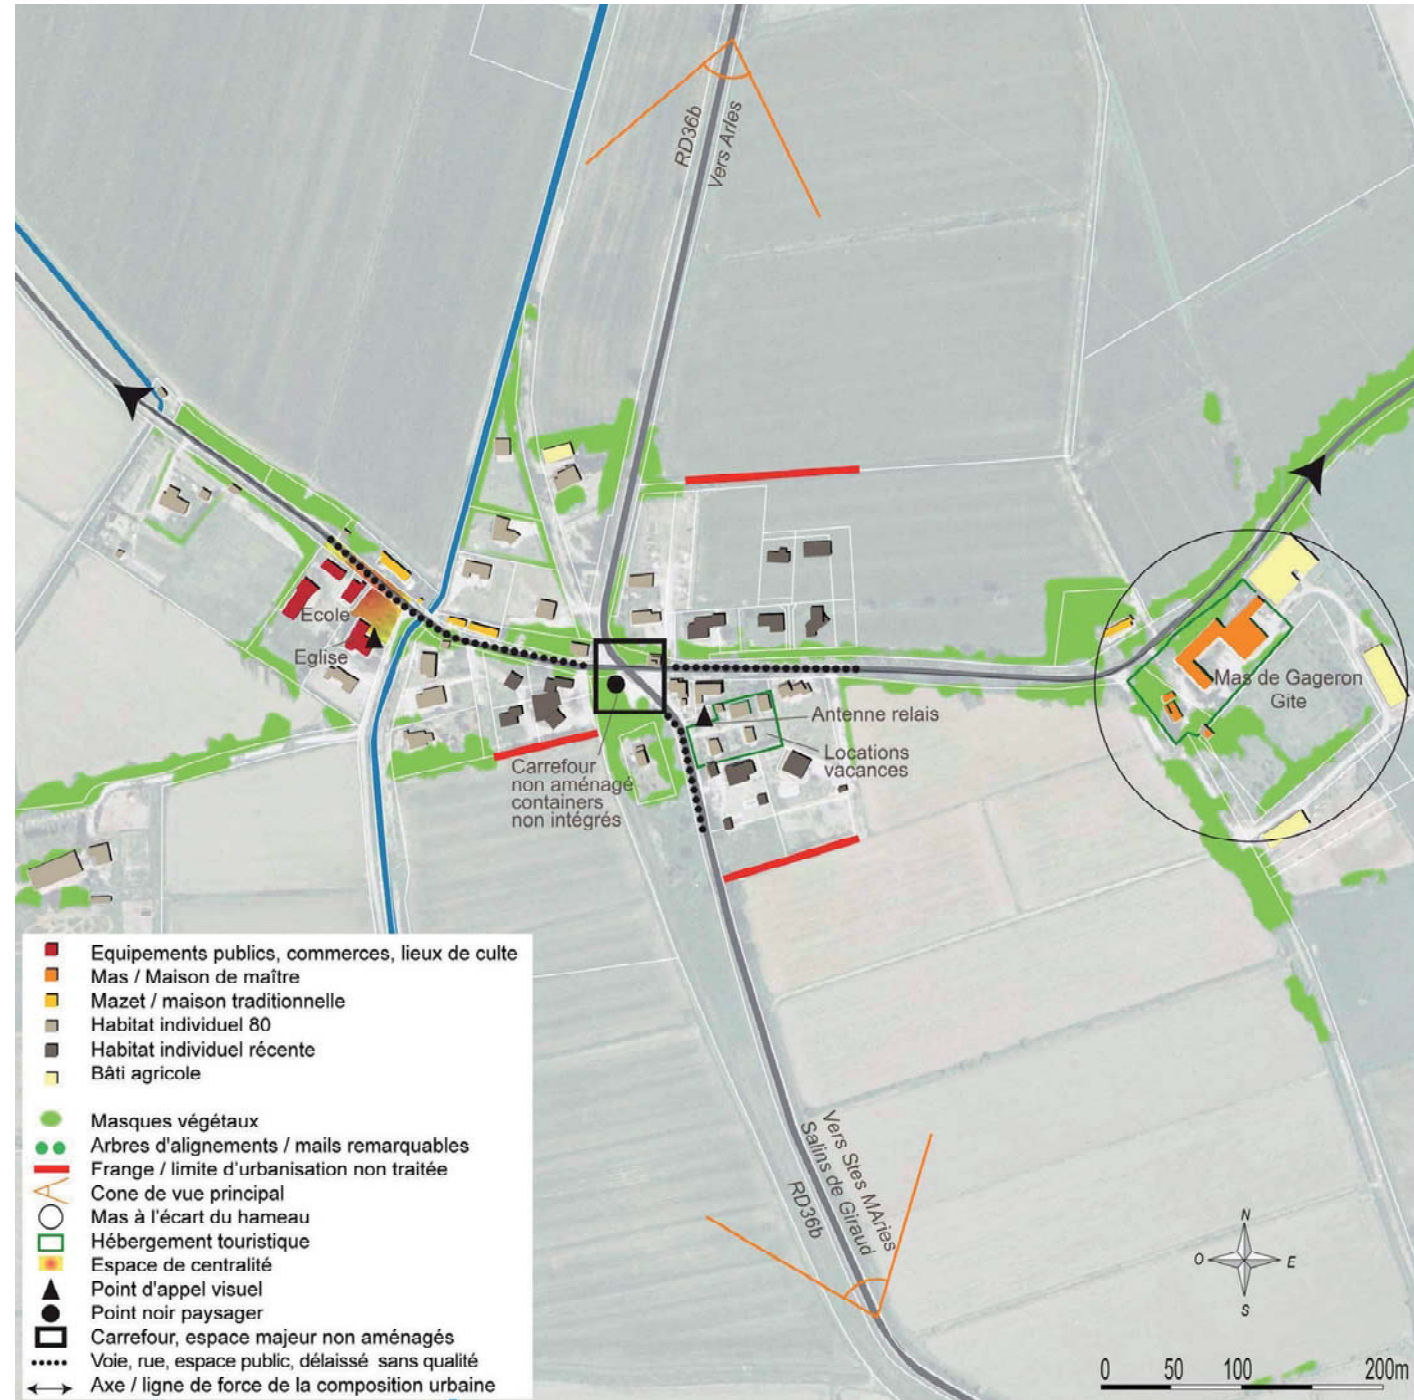 RD36b
Vers Arles
Ecole
Eglise
Mas de Gageron
Gite
Antenne relais
Locations
vacances
Carrefour
non aménagé
containers
non intégrés
Vers Stes MAries
Salins de Giraud
RD36b
Equipements publics, commerces, lieux de culte
Mas / Maison de maître
Mazet / maison traditionnelle
Habitat individuel 80
Habitat individuel récente
Bâti agricole
Masques végétaux
Arbres d'alignements / mails remarquables
Frange / limite d'urbanisation non traitée
Cone de vue principal
Mas à l'écart du hameau
Hébergement touristique
Espace de centralité
Point d'appel visuel
Point noir paysager
Carrefour, espace majeur non aménagés
Voie, rue, espace public, délaissé sans qualité
Axe / ligne de force de la composition urbaine
N
O E
S
0 50 100 200m